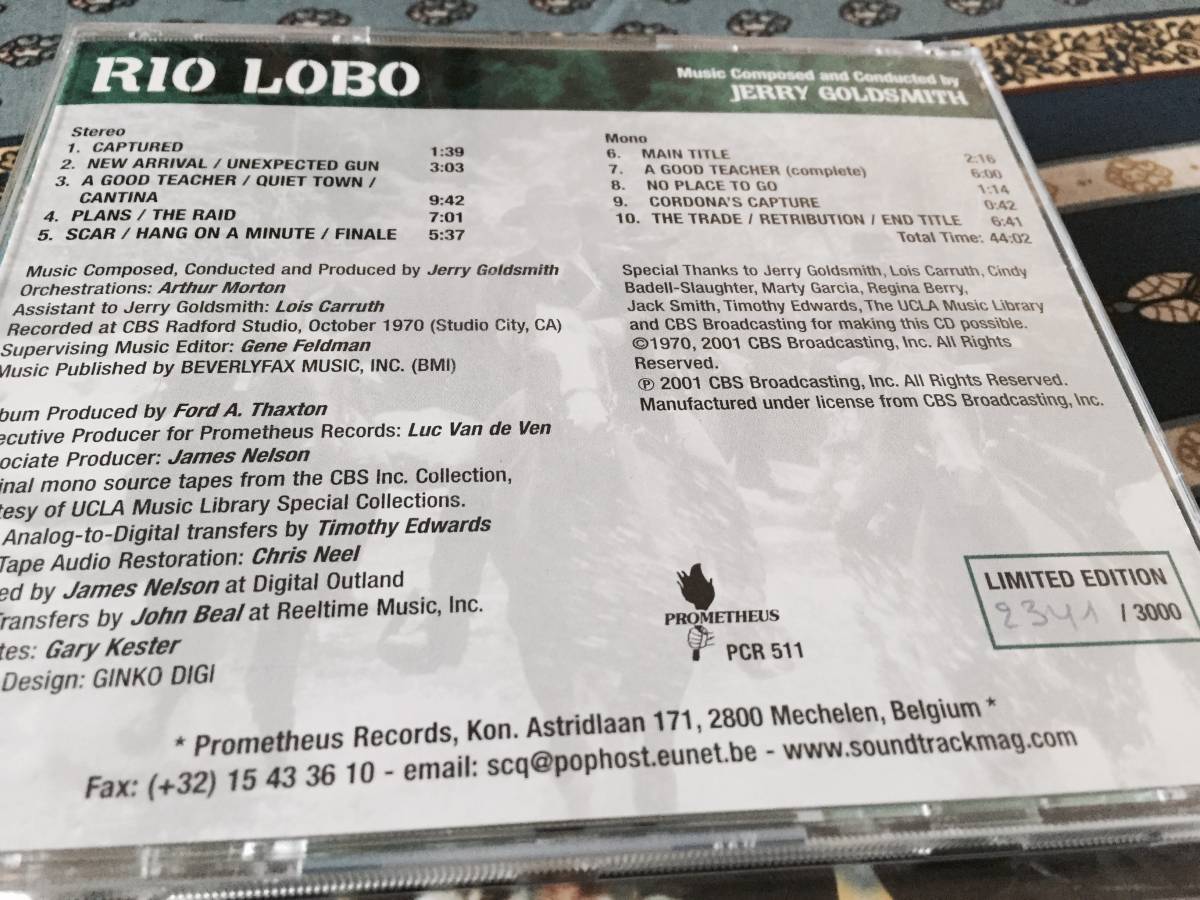 RIO LOBO
Music Composed and Conducted by
JERRY GOLDSMITH
Stereo
1. CAPTURED 1:39
2. NEW ARRIVAL / UNEXPECTED GUN 3:03
3. A GOOD TEACHER / QUIET TOWN /
CANTINA 9:42
4. PLANS / THE RAID 7:01
5. SCAR / HANG ON A MINUTE / FINALE 5:37
Mono
6. MAIN TITLE 2:16
7. A GOOD TEACHER (complete) 6:00
8. NO PLACE TO GO 1:14
9. CORDONA'S CAPTURE 0:42
10. THE TRADE / RETRIBUTION / END TITLE 6:41
Total Time: 44:02
Music Composed, Conducted and Produced by Jerry Goldsmith
Orchestrations: Arthur Morton
Assistant to Jerry Goldsmith: Lois Carruth
Recorded at CBS Radford Studio, October 1970 (Studio City, CA)
Supervising Music Editor: Gene Feldman
Music Published by BEVERLYFAX MUSIC, INC. (BMI)
bum Produced by Ford A. Thaxton
ecutive Producer for Prometheus Records: Luc Van de Ven
ociate Producer: James Nelson
inal mono source tapes from the CBS Inc. Collection,
tesy of UCLA Music Library Special Collections.
Analog-to-Digital transfers by Timothy Edwards
Tape Audio Restoration: Chris Neel
ed by James Nelson at Digital Outland
ransfers by John Beal at Reeltime Music, Inc.
tes: Gary Kester
Design: GINKO DIGI
Special Thanks to Jerry Goldsmith, Lois Carruth, Cindy
Badell-Slaughter, Marty Garcia, Regina Berry,
Jack Smith, Timothy Edwards, The UCLA Music Library
and CBS Broadcasting for making this CD possible.
©1970, 2001 CBS Broadcasting, Inc. All Rights
Reserved.
℗ 2001 CBS Broadcasting, Inc. All Rights Reserved.
Manufactured under license from CBS Broadcasting, Inc.
PROMETHEUS
PCR 511
LIMITED EDITION
2341 / 3000
* Prometheus Records, Kon. Astridlaan 171, 2800 Mechelen, Belgium *
Fax: (+32) 15 43 36 10 - email: scq@pophost.eunet.be - www.soundtrackmag.com